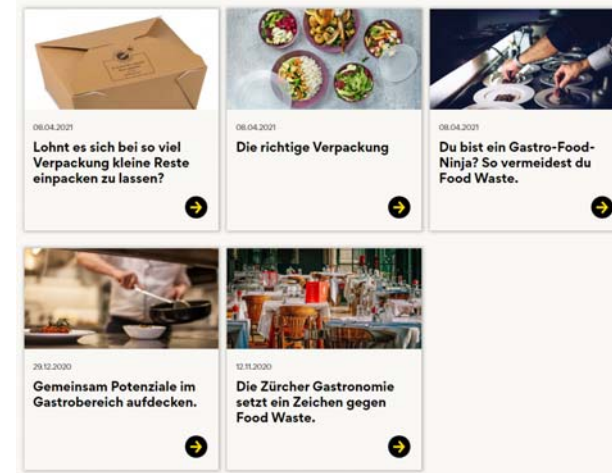 08.04.2021
Lohnt es sich bei so viel
Verpackung kleine Reste
einpacken zu lassen?
08.04.2021
Die richtige Verpackung
08.04.2021
Du bist ein Gastro-Food-
Ninja? So vermeidest du
Food Waste.
29.12.2020
Gemeinsam Potenziale im
Gastrobereich aufdecken.
12.11.2020
Die Zürcher Gastronomie
setzt ein Zeichen gegen
Food Waste.